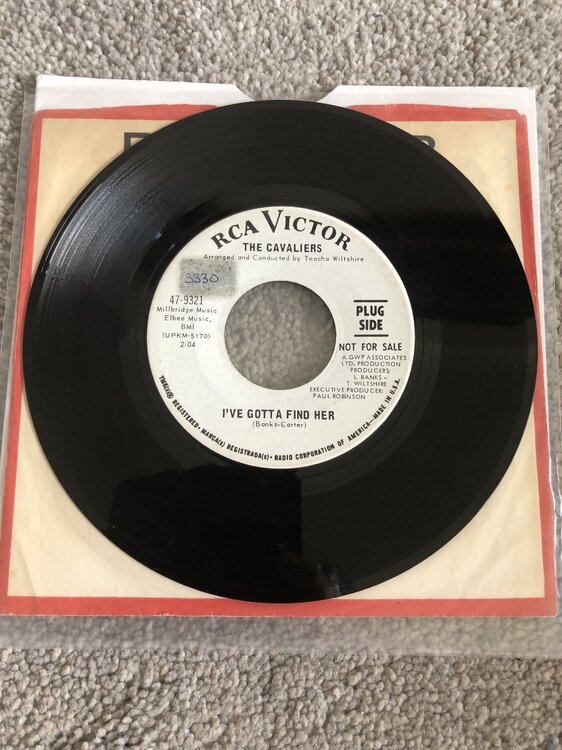 RCA VICTOR
THE CAVALIERS
Arranged and Conducted by Teacho Wiltshire
3330
47-9321
Millbridge Music
Elbee Music,
BMI
(UPKM-5170)
2:04
PLUG
SIDE
NOT FOR SALE
A GWP ASSOCIATES
LTD. PRODUCTION
PRODUCERS:
L. BANKS -
T. WILTSHIRE
EXECUTIVE PRODUCER:
PAUL ROBINSON
I'VE GOTTA FIND HER
(Banks-Carter)
TMK(s) REGISTERED • MARCA(s) REGISTRADA(s) • RADIO CORPORATION OF AMERICA—MADE IN U.S.A.